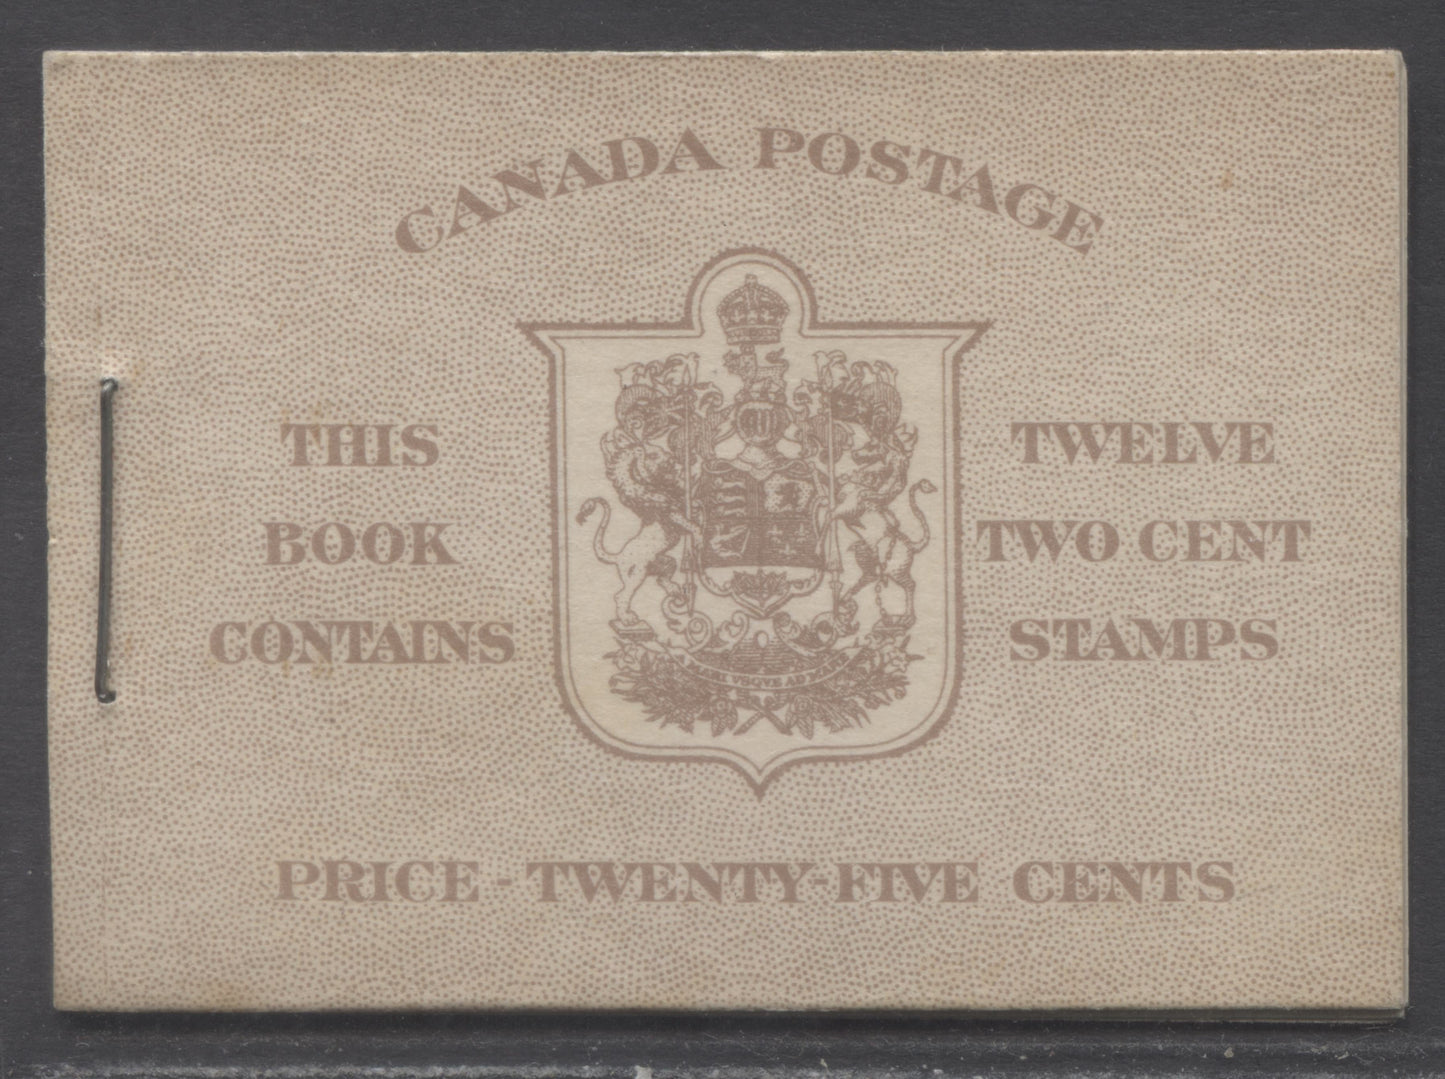 CANADA POSTAGE
THIS
BOOK
CONTAINS
TWELVE
TWO CENT
STAMPS
PRICE - TWENTY-FIVE CENTS